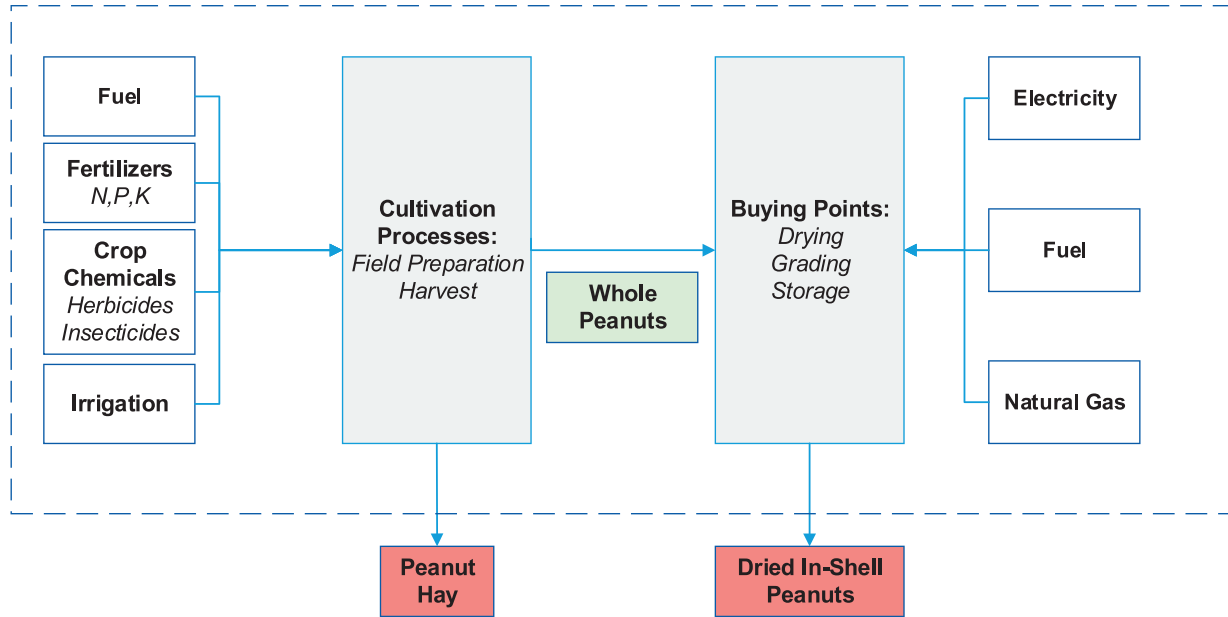 Fuel
Fertilizers
N,P,K
Crop
Chemicals
Herbicides
Insecticides
Irrigation
Cultivation
Processes:
Field Preparation
Harvest
Whole
Peanuts
Buying Points:
Drying
Grading
Storage
Electricity
Fuel
Natural Gas
Peanut
Hay
Dried In-Shell
Peanuts